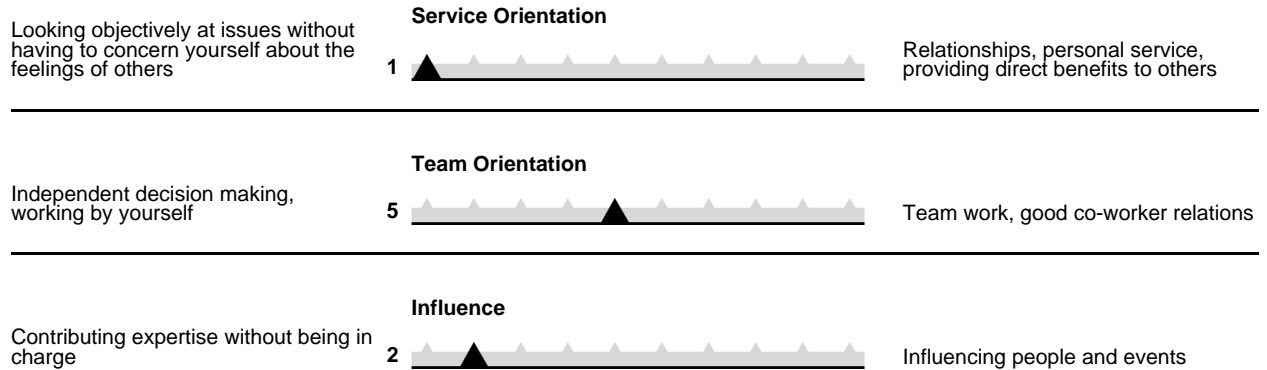 Service Orientation
Looking objectively at issues without
having to concern yourself about the
feelings of others
1
Relationships, personal service,
providing direct benefits to others
Team Orientation
Independent decision making,
working by yourself
5
Team work, good co-worker relations
Influence
Contributing expertise without being in
charge
2
Influencing people and events